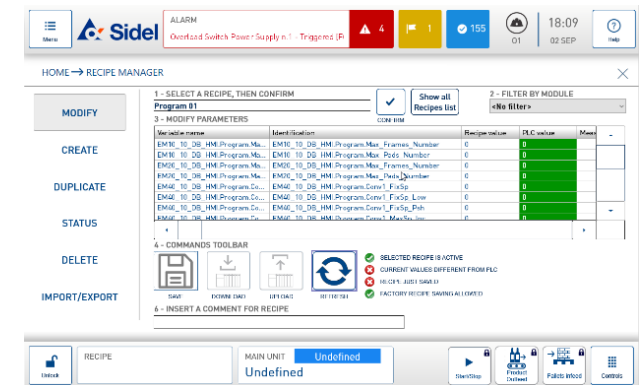 Menu
Sidel
ALARM
Overload Switch Power Supply n.1 - Triggered (F
4
1
155
01
18:09
02 SEP
Help
HOME → RECIPE MANAGER
MODIFY
CREATE
DUPLICATE
STATUS
DELETE
IMPORT/EXPORT
1 - SELECT A RECIPE, THEN CONFIRM
Program 01
CONFIRM
Show all
Recipes list
2 - FILTER BY MODULE
<No filter>
3 - MODIFY PARAMETERS
Variable name Identification Recipe value PLC value Meas
EM10_10_DB_HMI.Program.Ma... EM10_10_DB_HMI.Program.Max_Frames_Number 0 0
EM10_10_DB_HMI.Program.Ma... EM10_10_DB_HMI.Program.Max_Pads_Number 0 0
EM20_10_DB_HMI.Program.Ma... EM20_10_DB_HMI.Program.Max_Frames_Number 0 0
EM20_10_DB_HMI.Program.Ma... EM20_10_DB_HMI.Program.Max_Pads_Number 0 0
EM40_10_DB_HMI.Program.Co... EM40_10_DB_HMI.Program.Conv1_FixSp 0 0
EM40_10_DB_HMI.Program.Co... EM40_10_DB_HMI.Program.Conv1_FixSp_Low 0 0
EM40_10_DB_HMI.Program.Co... EM40_10_DB_HMI.Program.Conv1_FixSp_Psh 0 0
4 - COMMANDS TOOLBAR
SAVE
DOWNLOAD
UPLOAD
REFRESH
SELECTED RECIPE IS ACTIVE
CURRENT VALUES DIFFERENT FROM PLC
RECIPE JUST SAVED
FACTORY RECIPE SAVING ALLOWED
6 - INSERT A COMMENT FOR RECIPE
Unlock
RECIPE
MAIN UNIT
Undefined
Undefined
Start/Stop
Product
Outfeed
Pallets Infeed
Controls